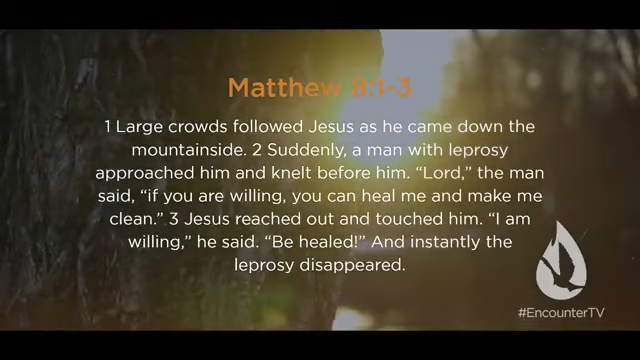 Matthew 8:1-3
1 Large crowds followed Jesus as he came down the
mountainside. 2 Suddenly, a man with leprosy
approached him and knelt before him. “Lord,” the man
said, “if you are willing, you can heal me and make me
clean.” 3 Jesus reached out and touched him. “I am
willing,” he said. “Be healed!” And instantly the
leprosy disappeared.
#EncounterTV